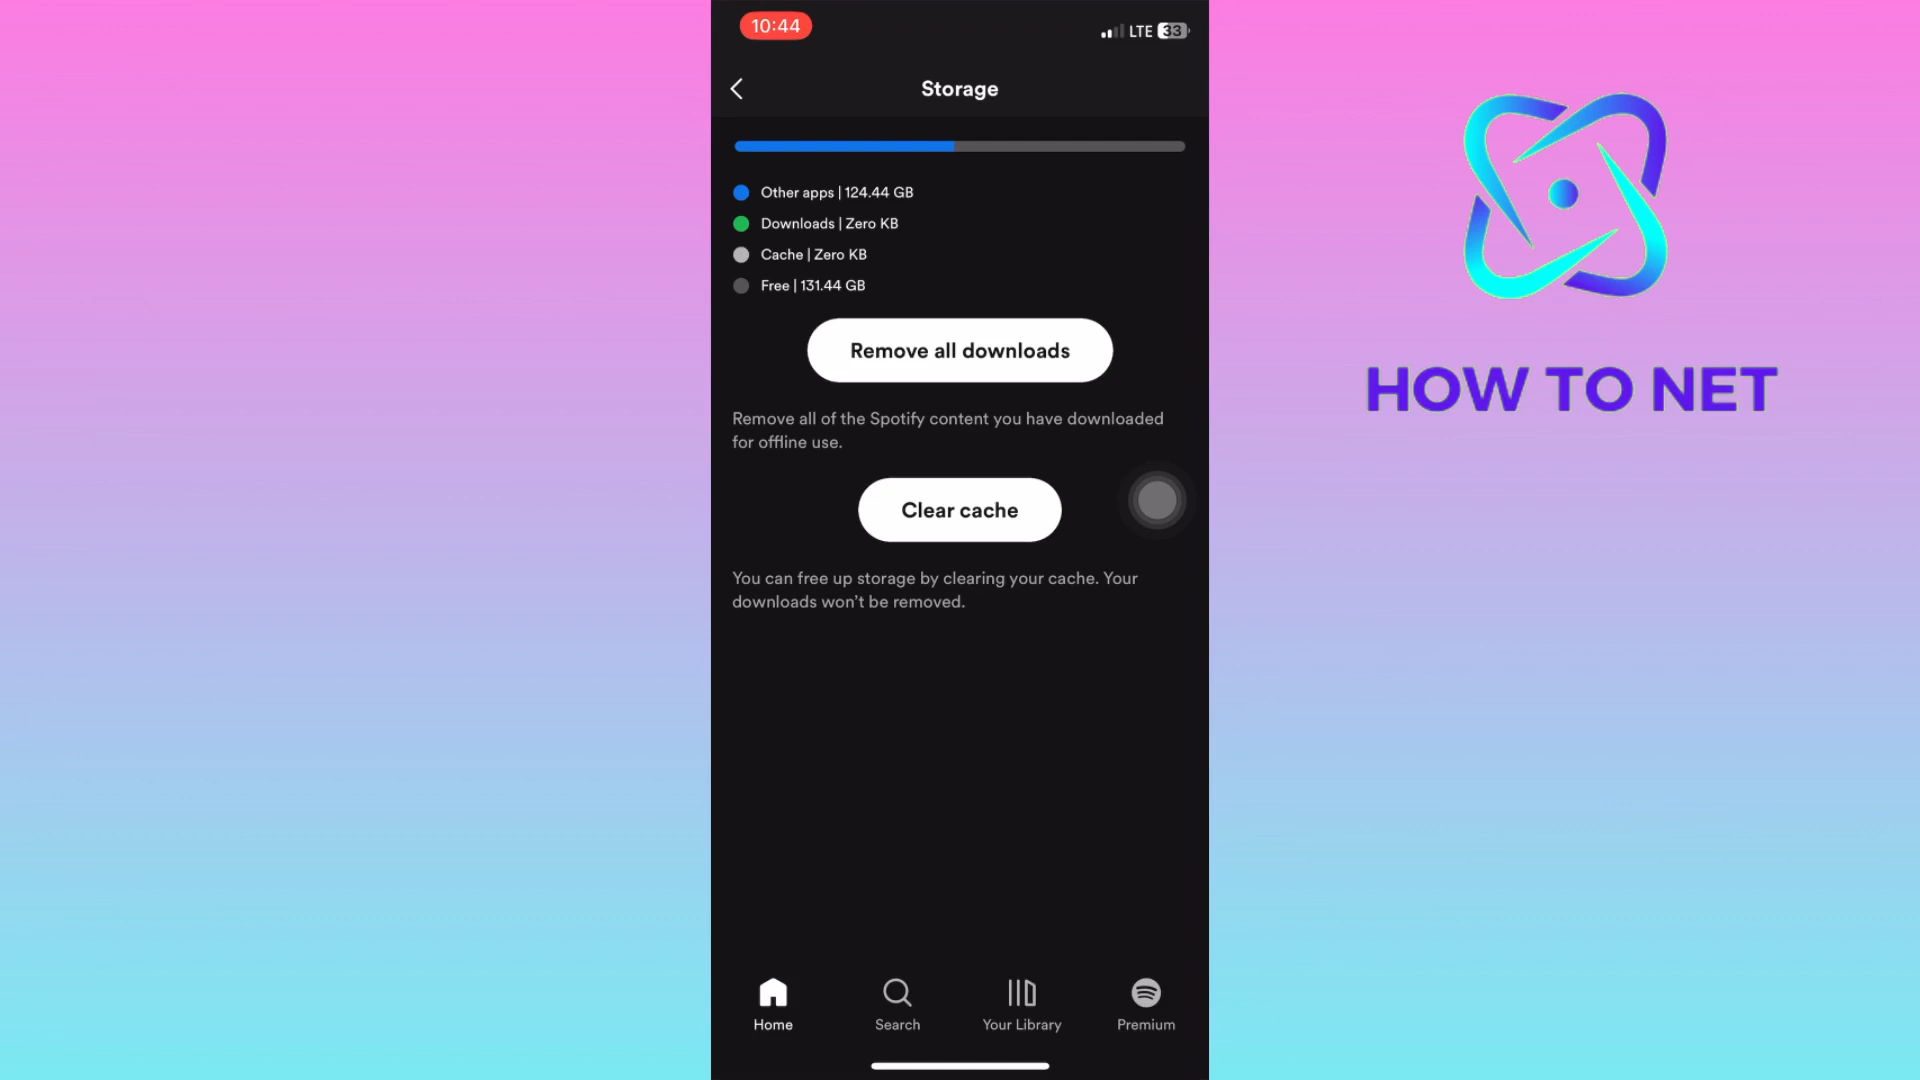 10:44
LTE 33
Storage
Other apps | 124.44 GB
Downloads | Zero KB
Cache | Zero KB
Free | 131.44 GB
Remove all downloads
Remove all of the Spotify content you have downloaded
for offline use.
Clear cache
You can free up storage by clearing your cache. Your
downloads won't be removed.
Home
Search
Your Library
Premium
HOW TO NET